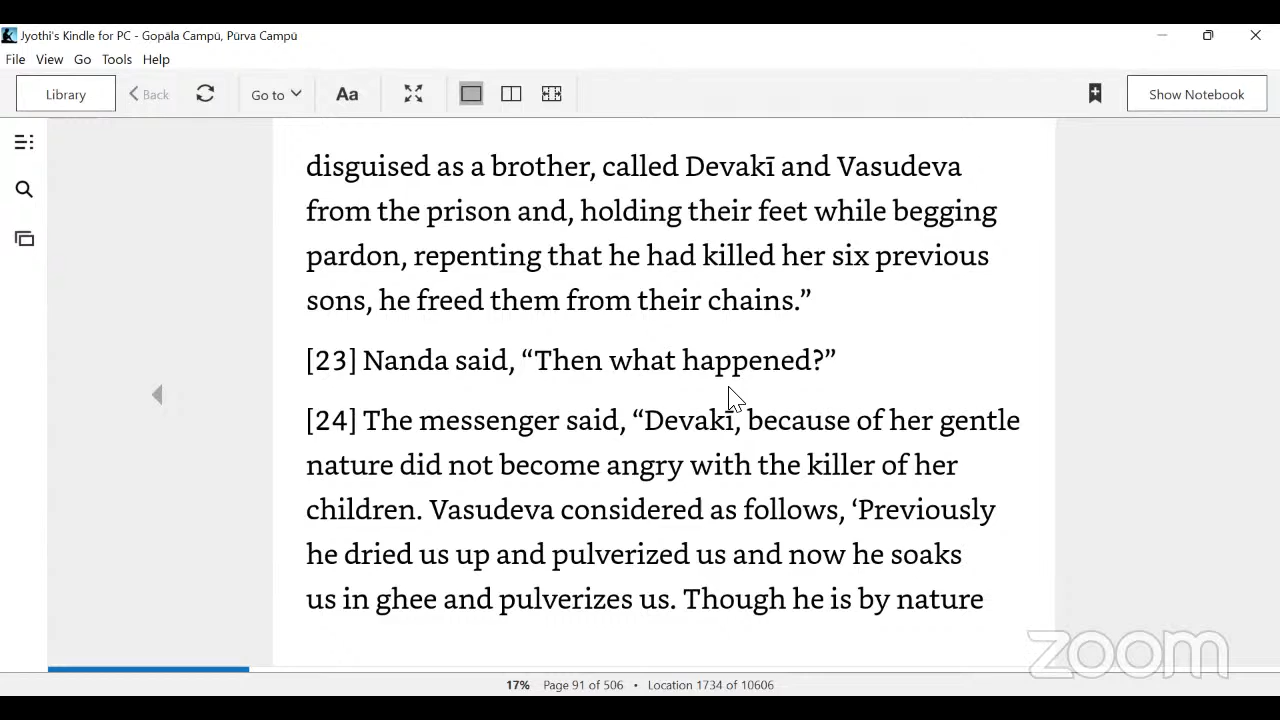 Jyothi's Kindle for PC - Gopāla Campū, Pūrva Campū
File View Go Tools Help
Library Back Go to Aa Show Notebook
disguised as a brother, called Devakī and Vasudeva
from the prison and, holding their feet while begging
pardon, repenting that he had killed her six previous
sons, he freed them from their chains.”
[23] Nanda said, “Then what happened?”
[24] The messenger said, “Devakī, because of her gentle
nature did not become angry with the killer of her
children. Vasudeva considered as follows, ‘Previously
he dried us up and pulverized us and now he soaks
us in ghee and pulverizes us. Though he is by nature
zoom
17% Page 91 of 506 • Location 1734 of 10606